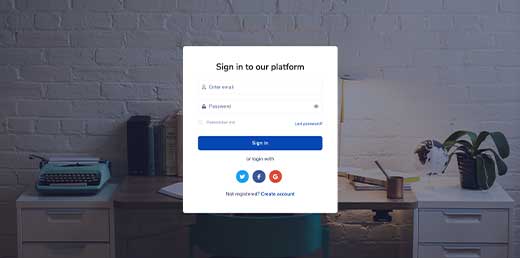 Sign in to our platform
Enter email
Password
Remember me
Lost password?
Sign in
or login with
Not registered? Create account